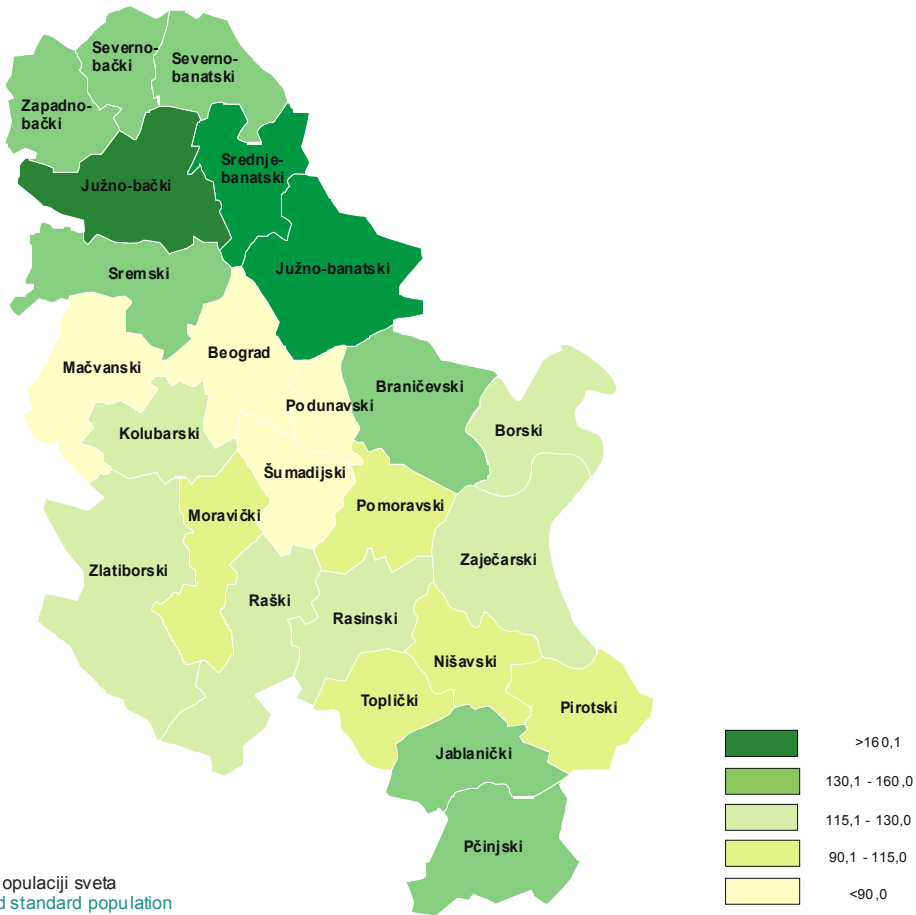 Severno-
bački
Severno-
banatski
Zapadno-
bački
Srednje-
banatski
Južno-bački
Južno-banatski
Sremski
Beograd
Mačvanski
Braničevski
Podunavski
Borski
Kolubarski
Šumadijski
Pomoravski
Moravički
Zaječarski
Zlatiborski
Raški
Rasinski
Nišavski
Toplički
Pirotski
Jablanički
Pčinjski
>160,1
130,1 - 160,0
115,1 - 130,0
90,1 - 115,0
<90,0
opulaciji sveta
d standard population